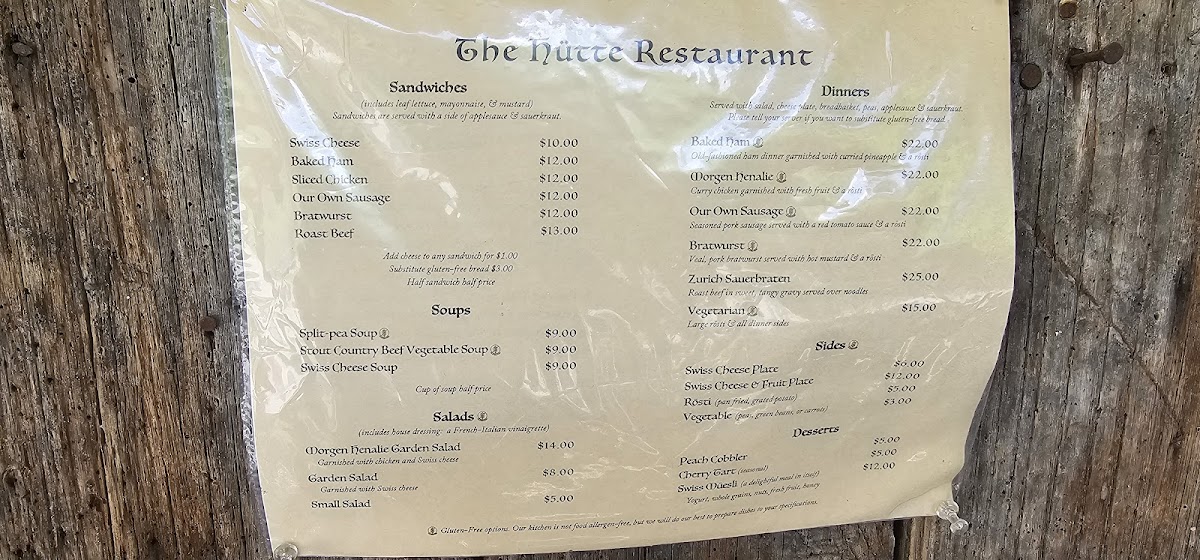 The Hütte Restaurant
Sandwiches
(includes leaf lettuce, mayonnaise, & mustard)
Sandwiches are served with a side of applesauce & sauerkraut.
Swiss Cheese $10.00
Baked Ham $12.00
Sliced Chicken $12.00
Our Own Sausage $12.00
Bratwurst $12.00
Roast Beef $13.00
Add cheese to any sandwich for $1.00
Substitute gluten-free bread $3.00
Half sandwich half price
Soups
Split-pea Soup $9.00
Stout Country Beef Vegetable Soup $9.00
Swiss Cheese Soup $9.00
Cup of soup half price
Salads
(includes house dressing: a French-Italian vinaigrette)
Morgen Henalie Garden Salad $14.00
Garnished with chicken and Swiss cheese
Garden Salad $8.00
Garnished with Swiss cheese
Small Salad $5.00
Dinners
Served with salad, cheese plate, breadbasket, peas, applesauce & sauerkraut.
Please tell your server if you want to substitute gluten-free bread.
Baked Ham $22.00
Old-fashioned ham dinner garnished with curried pineapple & a rösti
Morgen Henalie $22.00
Curry chicken garnished with fresh fruit & a rösti
Our Own Sausage $22.00
Seasoned pork sausage served with a red tomato sauce & a rösti
Bratwurst $22.00
Veal, pork bratwurst served with hot mustard & a rösti
Zurich Sauerbraten $25.00
Roast beef in sweet, tangy gravy served over noodles
Vegetarian $15.00
Large rösti & all dinner sides
Sides
Swiss Cheese Plate $6.00
Swiss Cheese & Fruit Plate $12.00
Rösti (pan fried, grated potato) $5.00
Vegetable (peas, green beans, or carrots) $3.00
Desserts
Peach Cobbler $5.00
Cherry Tart (seasonal) $5.00
Swiss Müesli (a delightful meal in itself) $12.00
Yogurt, whole grains, nuts, fresh fruit, honey
Gluten-Free options. Our kitchen is not food allergen-free, but we will do our best to prepare dishes to your specifications.